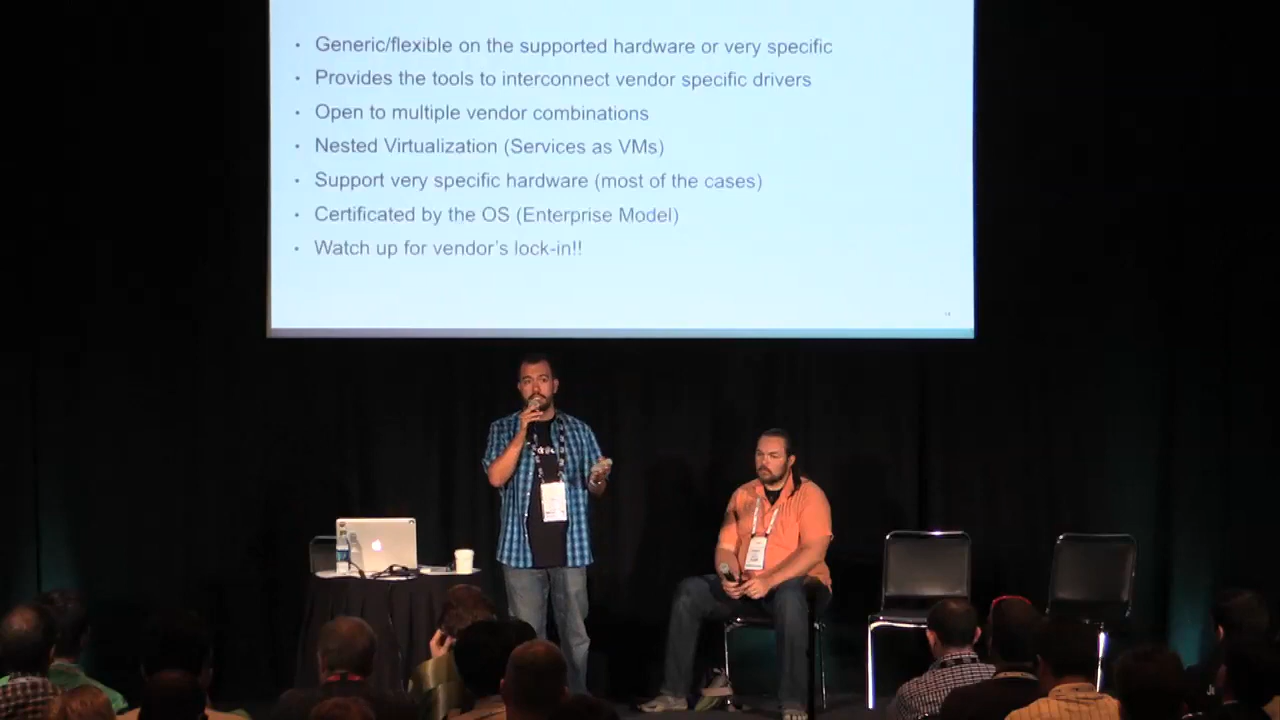 • Generic/flexible on the supported hardware or very specific
• Provides the tools to interconnect vendor specific drivers
• Open to multiple vendor combinations
• Nested Virtualization (Services as VMs)
• Support very specific hardware (most of the cases)
• Certificated by the OS (Enterprise Model)
• Watch up for vendor's lock-in!!